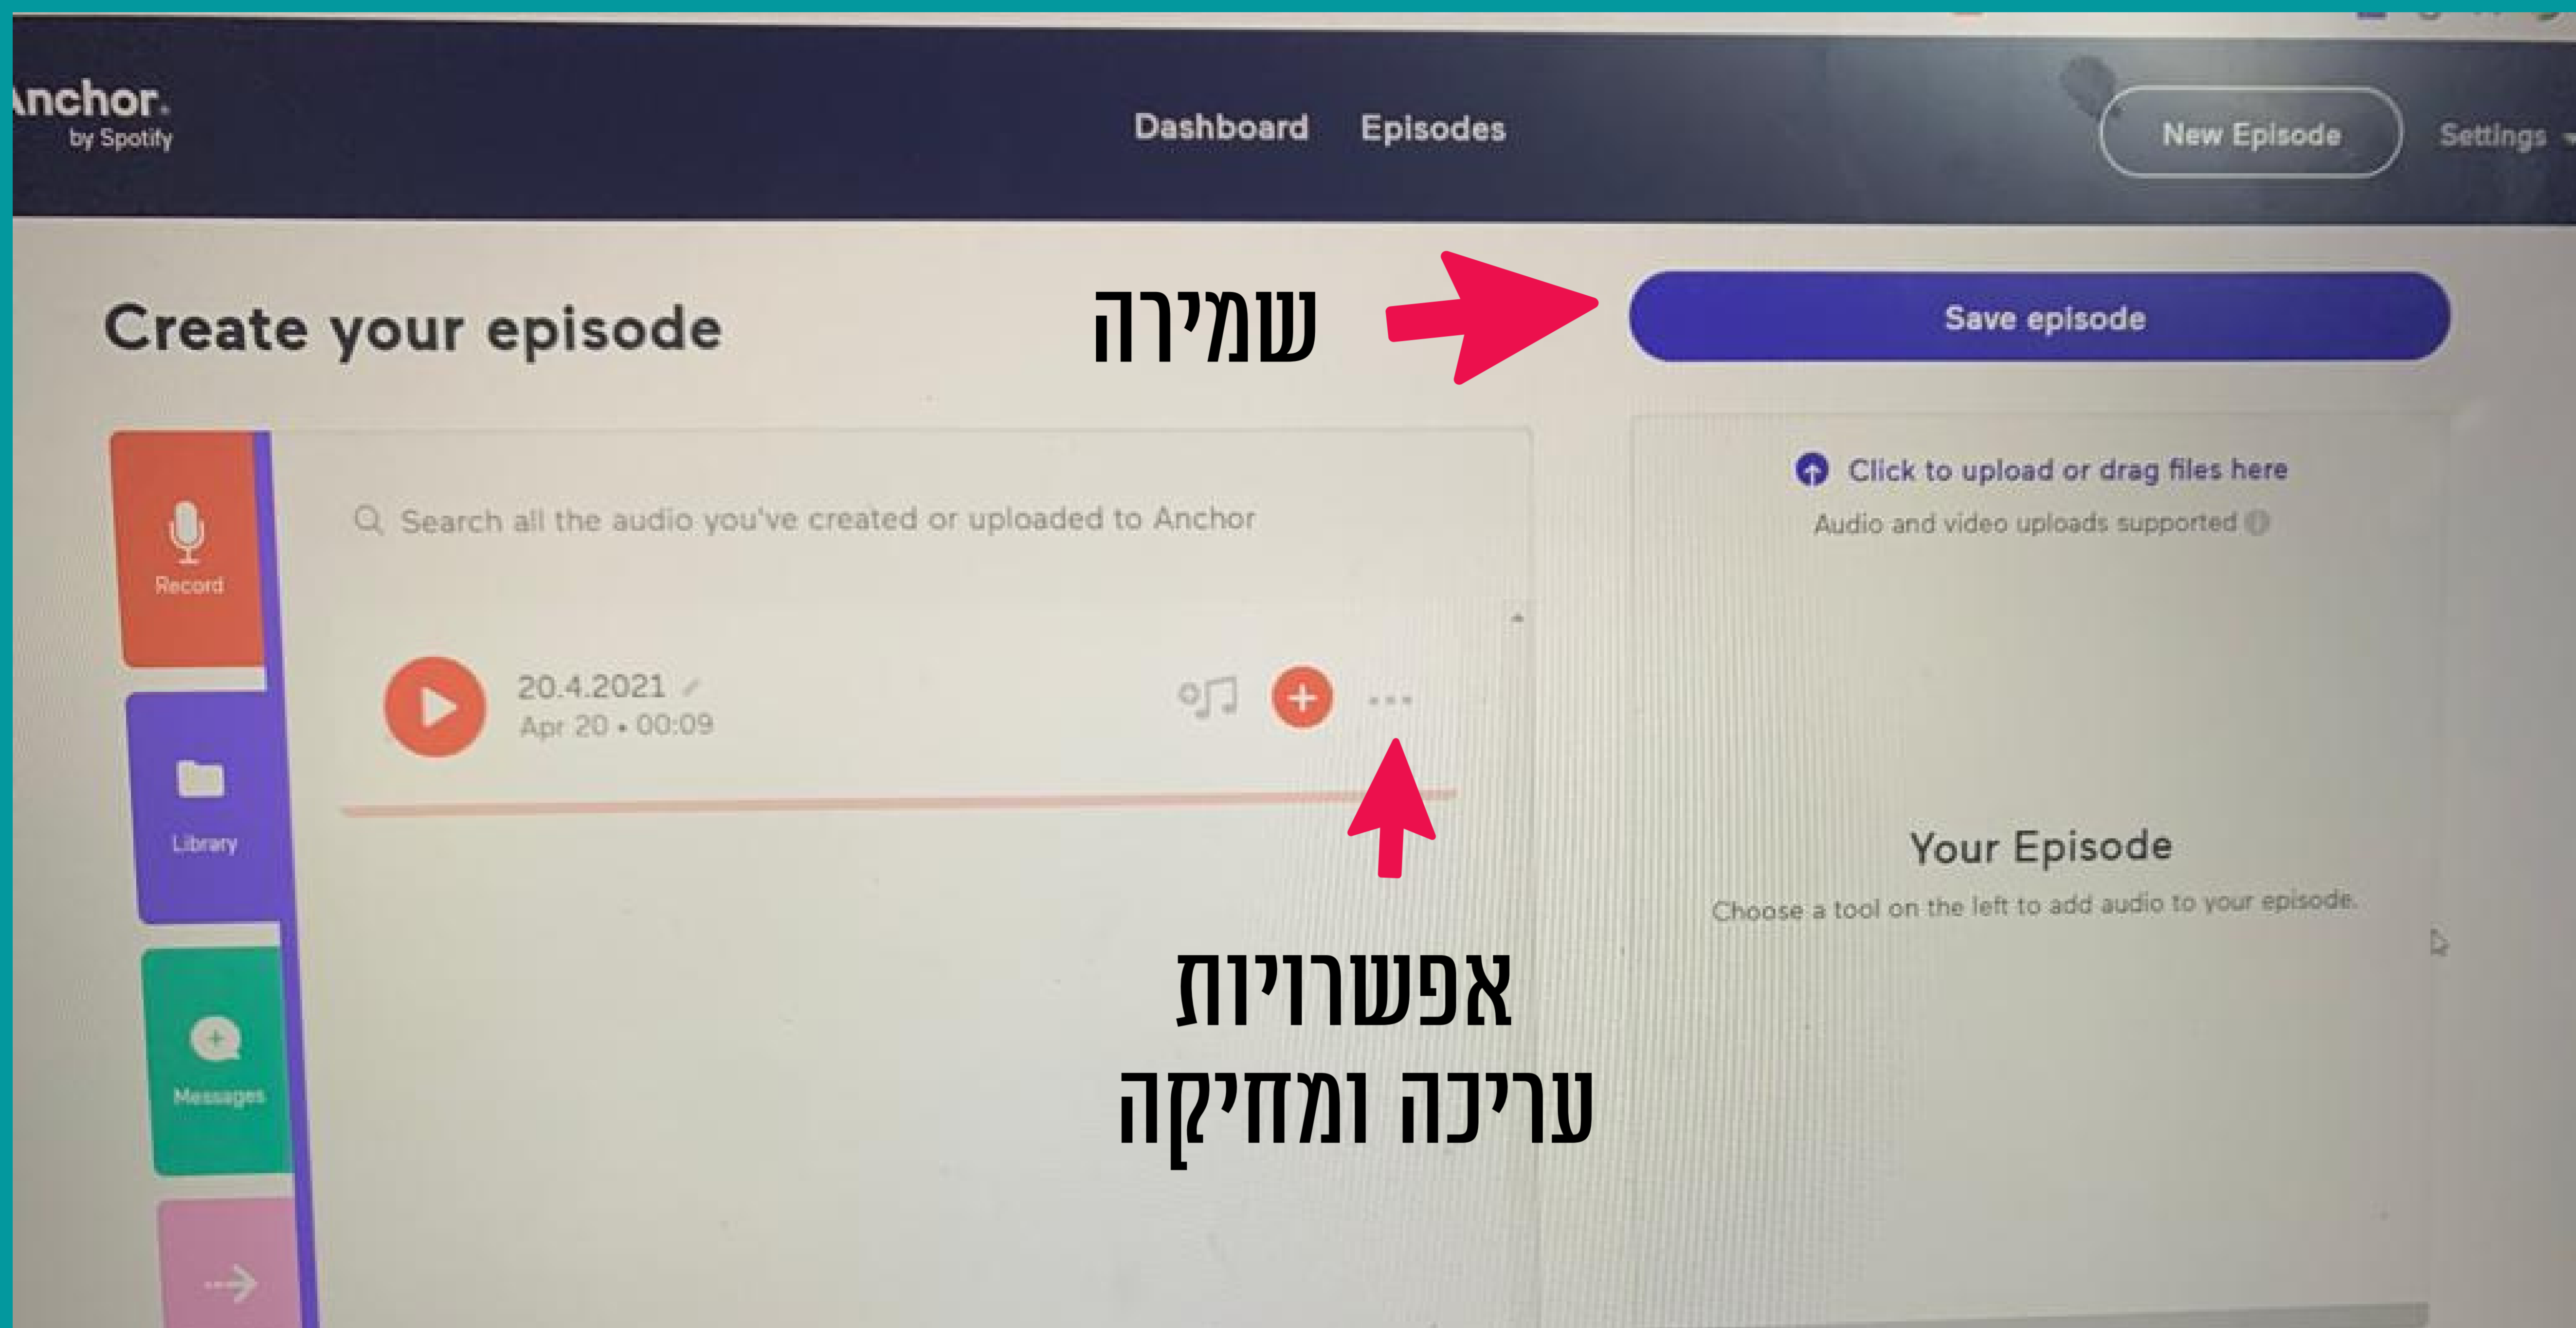 Anchor.
by Spotify
Dashboard
Episodes
New Episode
Settings
Create your episode
שמירה
Save episode
Record
Search all the audio you've created or uploaded to Anchor
Click to upload or drag files here
Audio and video uploads supported
20.4.2021
Apr 20 • 00:09
Library
Your Episode
Choose a tool on the left to add audio to your episode.
אפשרויות
עריכה ומחיקה
Messages